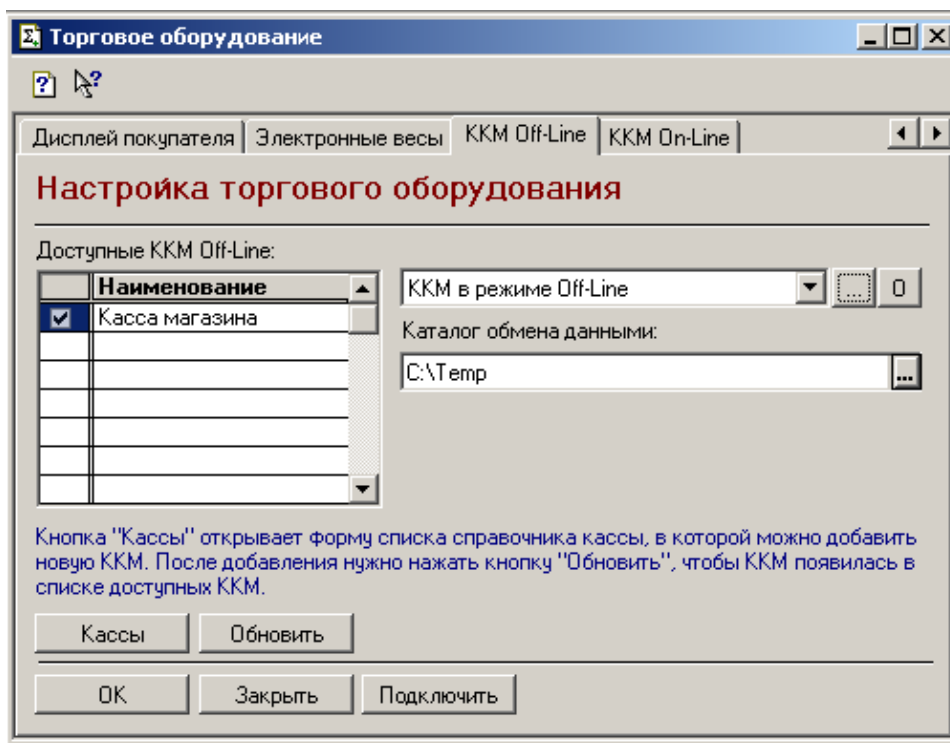 Торговое оборудование
Дисплей покупателя Электронные весы ККМ Off-Line ККМ On-Line
Настройка торгового оборудования
Доступные ККМ Off-Line:
Наименование
Касса магазина
ККМ в режиме Off-Line ... О
Каталог обмена данными:
C:\Temp ...
Кнопка "Кассы" открывает форму списка справочника кассы, в которой можно добавить
новую ККМ. После добавления нужно нажать кнопку "Обновить", чтобы ККМ появилась в
списке доступных ККМ.
Кассы Обновить
ОК Закрыть Подключить